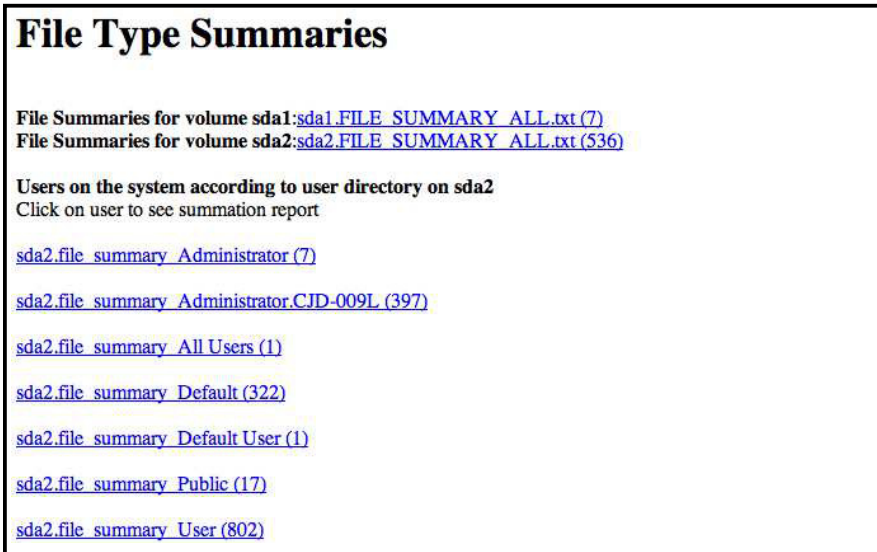 File Type Summaries
File Summaries for volume sda1:sda1.FILE_SUMMARY_ALL.txt (7)
File Summaries for volume sda2:sda2.FILE_SUMMARY_ALL.txt (536)
Users on the system according to user directory on sda2
Click on user to see summation report
sda2.file_summary_Administrator (7)
sda2.file_summary_Administrator.CJD-009L (397)
sda2.file_summary_All Users (1)
sda2.file_summary_Default (322)
sda2.file_summary_Default User (1)
sda2.file_summary_Public (17)
sda2.file_summary_User (802)